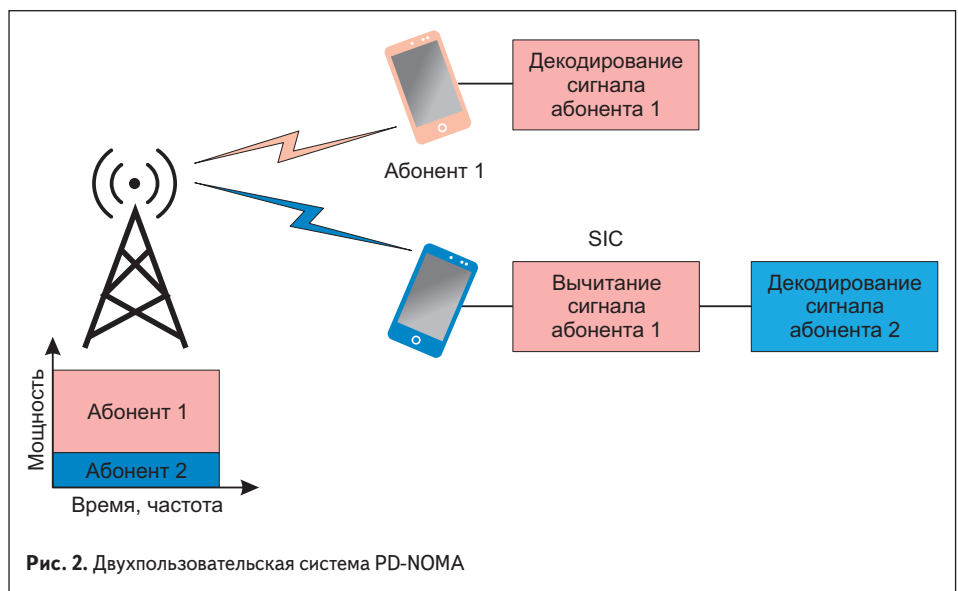 Декодирование
сигнала
абонента 1
Абонент 1
SIC
Вычитание
сигнала
абонента 1
Декодирование
сигнала
абонента 2
Мощность
Абонент 1
Абонент 2
Время, частота
Рис. 2. Двухпользовательская система PD-NOMA